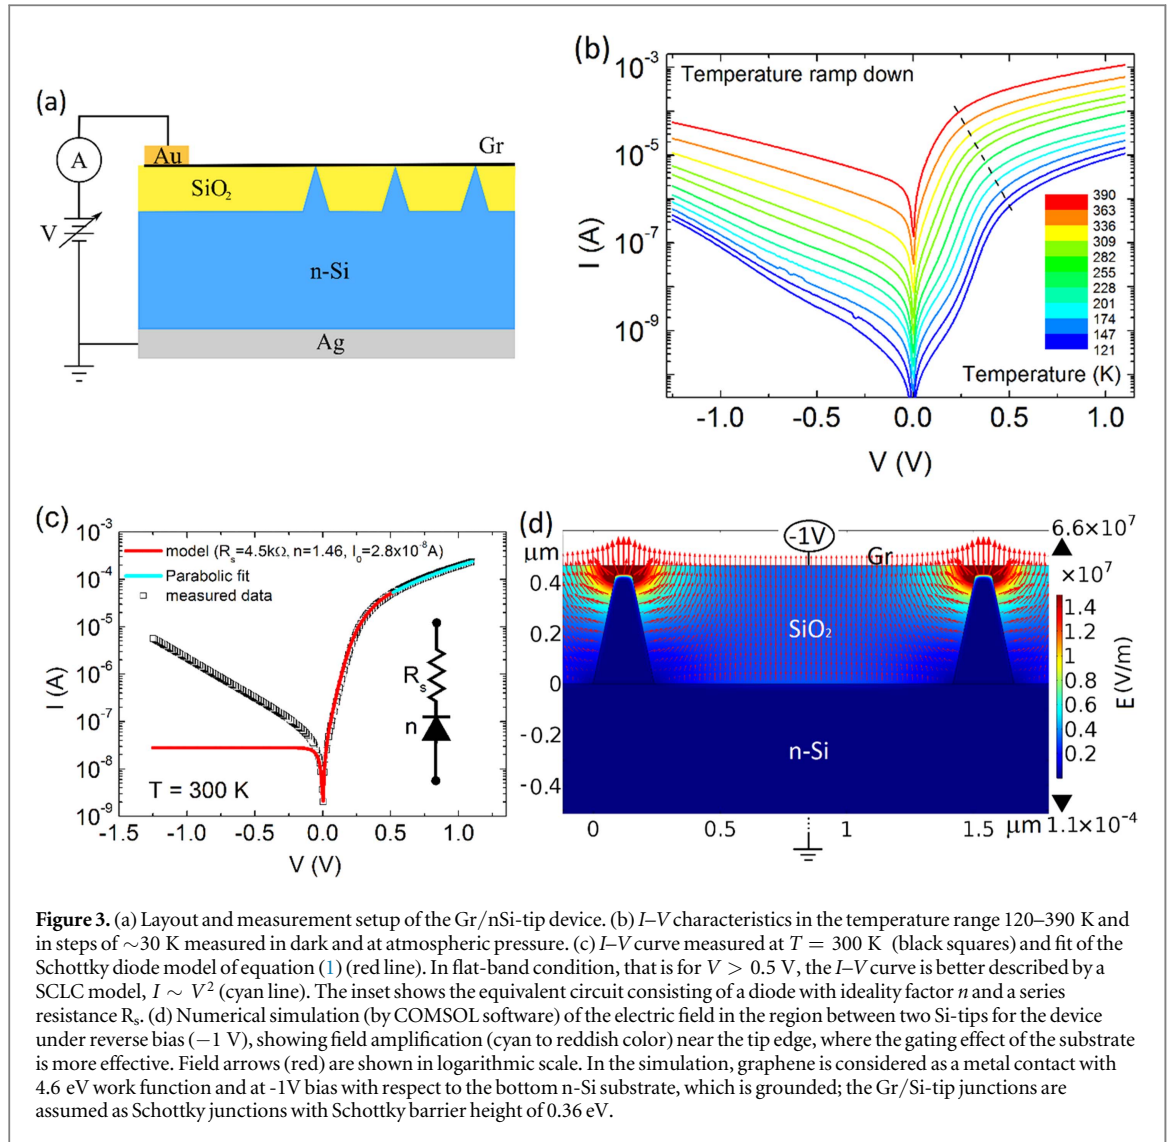 (a)
A
V
Au
Gr
SiO₂
n-Si
Ag
(b)
Temperature ramp down
10⁻³
10⁻⁵
10⁻⁷
10⁻⁹
I (A)
390
363
336
309
282
255
228
201
174
147
121
Temperature (K)
-1.0 -0.5 0.0 0.5 1.0
V (V)
(c)
10⁻³
10⁻⁴
10⁻⁵
10⁻⁶
10⁻⁷
10⁻⁸
10⁻⁹
I (A)
model (Rₛ=4.5kΩ, n=1.46, I₀=2.8x10⁻⁸A)
Parabolic fit
measured data
Rₛ
n
T = 300 K
-1.5 -1.0 -0.5 0.0 0.5 1.0
V (V)
(d)
-1V
6.6×10⁷
μm
Gr
×10⁷
0.4
0.2
0
-0.2
-0.4
SiO₂
n-Si
1.4
1.2
1
0.8
0.6
0.4
0.2
E (V/m)
0 0.5 1 1.5 μm 1.1×10⁻⁴
Figure 3. (a) Layout and measurement setup of the Gr/nSi-tip device. (b) I–V characteristics in the temperature range 120–390 K and
in steps of ∼30 K measured in dark and at atmospheric pressure. (c) I–V curve measured at T = 300 K (black squares) and fit of the
Schottky diode model of equation (1) (red line). In flat-band condition, that is for V > 0.5 V, the I–V curve is better described by a
SCLC model, I ∼ V² (cyan line). The inset shows the equivalent circuit consisting of a diode with ideality factor n and a series
resistance Rₛ. (d) Numerical simulation (by COMSOL software) of the electric field in the region between two Si-tips for the device
under reverse bias (−1 V), showing field amplification (cyan to reddish color) near the tip edge, where the gating effect of the substrate
is more effective. Field arrows (red) are shown in logarithmic scale. In the simulation, graphene is considered as a metal contact with
4.6 eV work function and at -1V bias with respect to the bottom n-Si substrate, which is grounded; the Gr/Si-tip junctions are
assumed as Schottky junctions with Schottky barrier height of 0.36 eV.